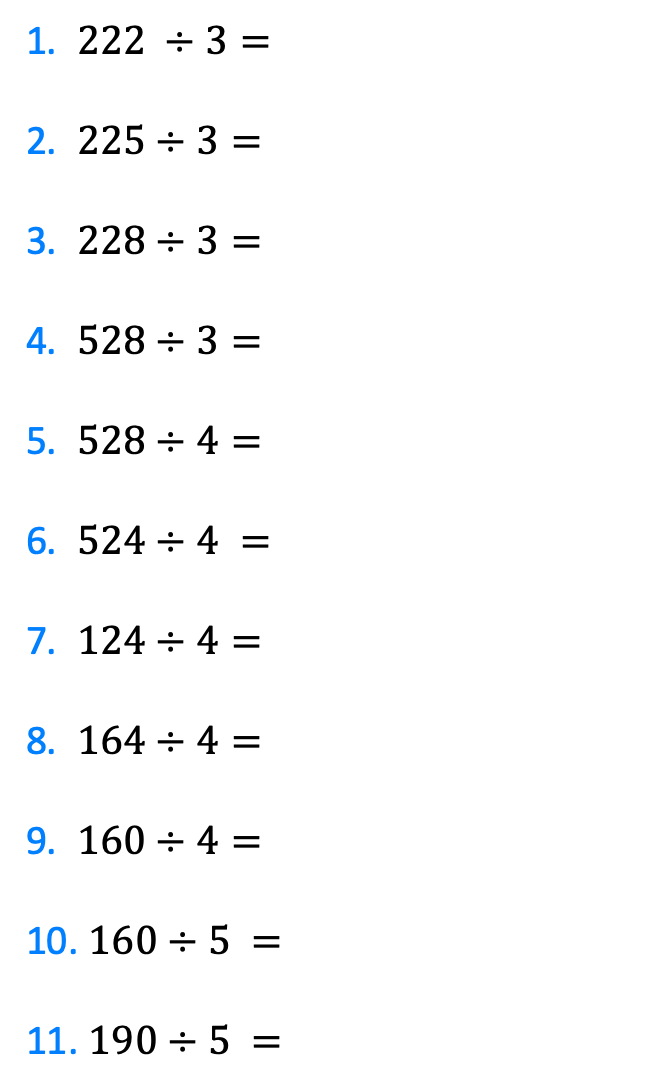 1. 222 ÷ 3 =
2. 225 ÷ 3 =
3. 228 ÷ 3 =
4. 528 ÷ 3 =
5. 528 ÷ 4 =
6. 524 ÷ 4 =
7. 124 ÷ 4 =
8. 164 ÷ 4 =
9. 160 ÷ 4 =
10. 160 ÷ 5 =
11. 190 ÷ 5 =